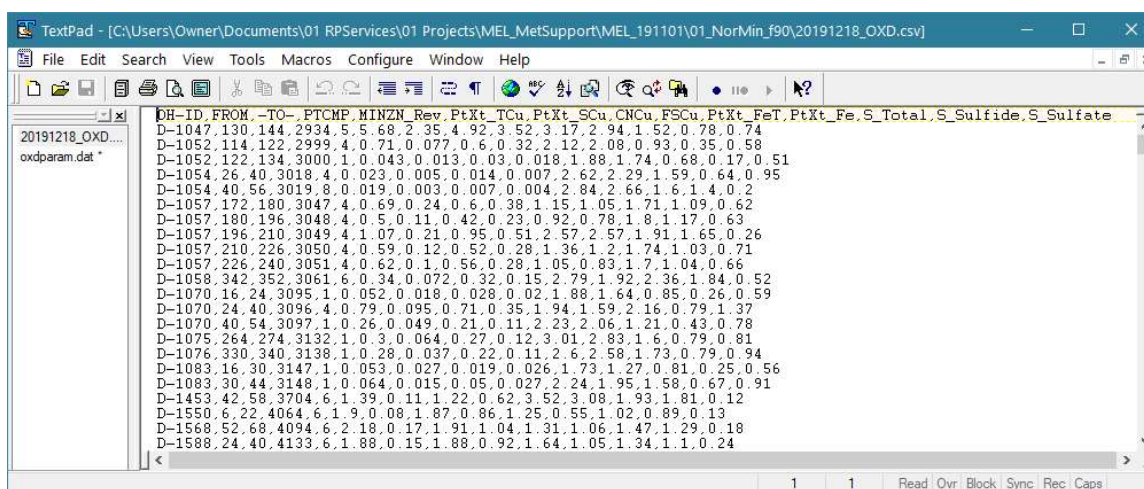 TextPad - [C:\Users\Owner\Documents\01 RPServices\01 Projects\MEL_MetSupport\MEL_191101\01_NorMin_f90\20191218_OXD.csv]
File Edit Search View Tools Macros Configure Window Help
20191218_OXD....
oxdparam.dat *
DH-ID,FROM,-TO-,PTCMP,MINZN_Rev,PtXt_TCu,PtXt_SCu,CNCu,FSCu,PtXt_FeT,PtXt_Fe,S_Total,S_Sulfide,S_Sulfate
D-1047,130,144,2934,5,5.68,2.35,4.92,3.52,3.17,2.94,1.52,0.78,0.74
D-1052,114,122,2999,4,0.71,0.077,0.6,0.32,2.12,2.08,0.93,0.35,0.58
D-1052,122,134,3000,1,0.043,0.013,0.03,0.018,1.88,1.74,0.68,0.17,0.51
D-1054,26,40,3018,4,0.023,0.005,0.014,0.007,2.62,2.29,1.59,0.64,0.95
D-1054,40,56,3019,8,0.019,0.003,0.007,0.004,2.84,2.66,1.6,1.4,0.2
D-1057,172,180,3047,4,0.69,0.24,0.6,0.38,1.15,1.05,1.71,1.09,0.62
D-1057,180,196,3048,4,0.5,0.11,0.42,0.23,0.92,0.78,1.8,1.17,0.63
D-1057,196,210,3049,4,1.07,0.21,0.95,0.51,2.57,2.57,1.91,1.65,0.26
D-1057,210,226,3050,4,0.59,0.12,0.52,0.28,1.36,1.2,1.74,1.03,0.71
D-1057,226,240,3051,4,0.62,0.1,0.56,0.28,1.05,0.83,1.7,1.04,0.66
D-1058,342,352,3061,6,0.34,0.072,0.32,0.15,2.79,1.92,2.36,1.84,0.52
D-1070,16,24,3095,1,0.052,0.018,0.028,0.02,1.88,1.64,0.85,0.26,0.59
D-1070,24,40,3096,4,0.79,0.095,0.71,0.35,1.94,1.59,2.16,0.79,1.37
D-1070,40,54,3097,1,0.26,0.049,0.21,0.11,2.23,2.06,1.21,0.43,0.78
D-1075,264,274,3132,1,0.3,0.064,0.27,0.12,3.01,2.83,1.6,0.79,0.81
D-1076,330,340,3138,1,0.28,0.037,0.22,0.11,2.6,2.58,1.73,0.79,0.94
D-1083,16,30,3147,1,0.053,0.027,0.019,0.026,1.73,1.27,0.81,0.25,0.56
D-1083,30,44,3148,1,0.064,0.015,0.05,0.027,2.24,1.95,1.58,0.67,0.91
D-1453,42,58,3704,6,1.39,0.11,1.22,0.62,3.52,3.08,1.93,1.81,0.12
D-1550,6,22,4064,6,1.9,0.08,1.87,0.86,1.25,0.55,1.02,0.89,0.13
D-1568,52,68,4094,6,2.18,0.17,1.91,1.04,1.31,1.06,1.47,1.29,0.18
D-1588,24,40,4133,6,1.88,0.15,1.88,0.92,1.64,1.05,1.34,1.1,0.24
1 1 Read Ovr Block Sync Rec Caps